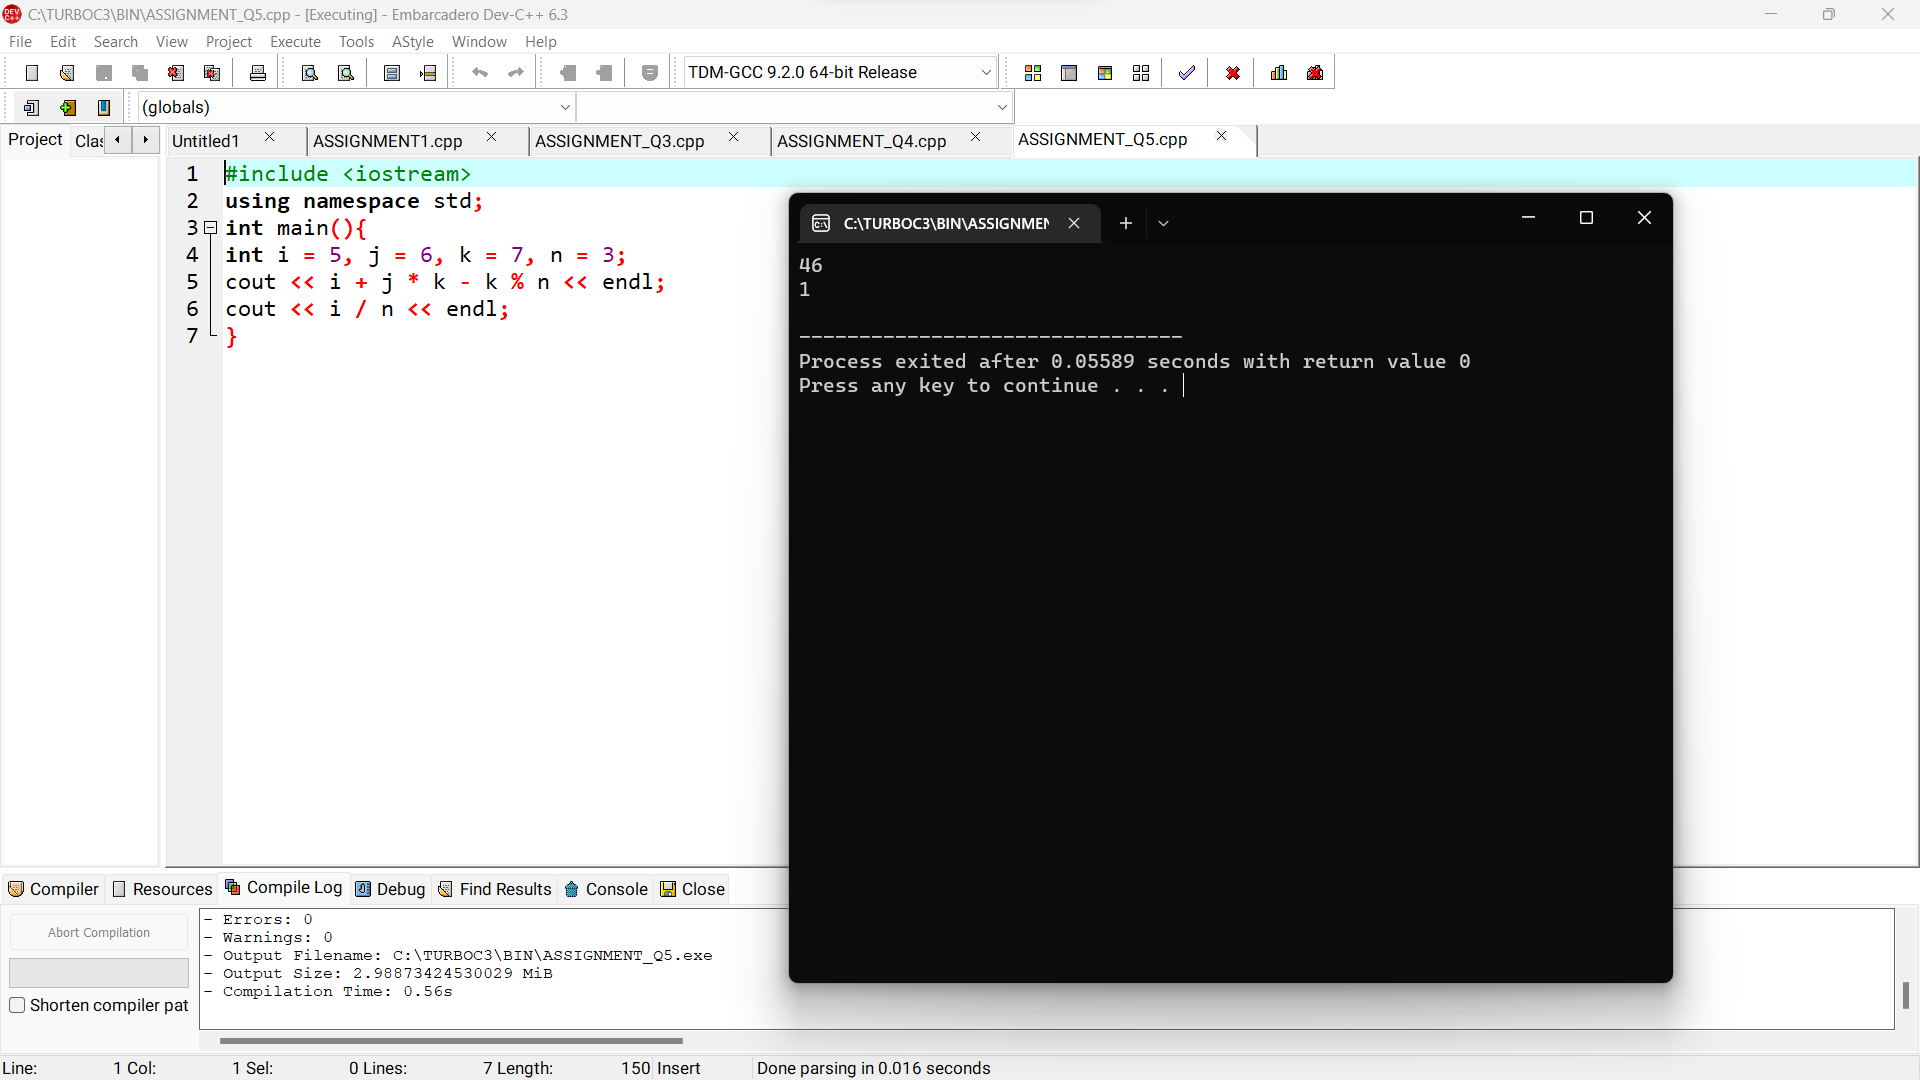 C:\TURBOC3\BIN\ASSIGNMENT_Q5.cpp - [Executing] - Embarcadero Dev-C++ 6.3
File Edit Search View Project Execute Tools AStyle Window Help
TDM-GCC 9.2.0 64-bit Release
(globals)
Project Clas Untitled1 ASSIGNMENT1.cpp ASSIGNMENT_Q3.cpp ASSIGNMENT_Q4.cpp ASSIGNMENT_Q5.cpp
1 #include <iostream>
2 using namespace std;
3 int main(){
4 int i = 5, j = 6, k = 7, n = 3;
5 cout << i + j * k - k % n << endl;
6 cout << i / n << endl;
7 }
C:\TURBOC3\BIN\ASSIGNMEN
46
1
--------------------------------
Process exited after 0.05589 seconds with return value 0
Press any key to continue . . .
Compiler Resources Compile Log Debug Find Results Console Close
Abort Compilation
Shorten compiler pat
- Errors: 0
- Warnings: 0
- Output Filename: C:\TURBOC3\BIN\ASSIGNMENT_Q5.exe
- Output Size: 2.98873424530029 MiB
- Compilation Time: 0.56s
Line: 1 Col: 1 Sel: 0 Lines: 7 Length: 150 Insert Done parsing in 0.016 seconds